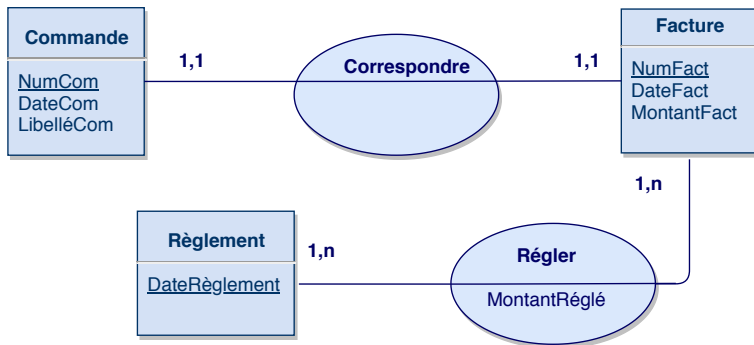 Commande
NumCom
DateCom
LibelléCom
1,1
Correspondre
1,1
Facture
NumFact
DateFact
MontantFact
1,n
Règlement
DateRèglement
1,n
Régler
MontantRéglé